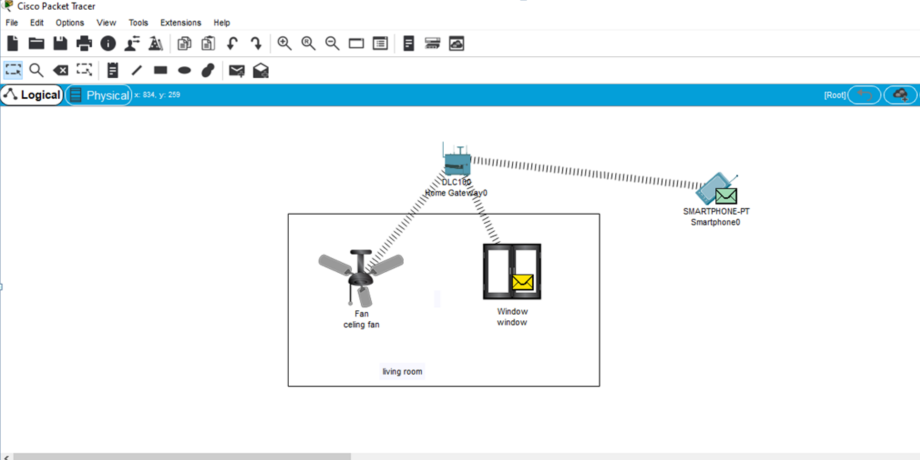 Cisco Packet Tracer
File Edit Options View Tools Extensions Help
Logical Physical x: 834, y: 259 [Root]
DLC100
Home Gateway0
SMARTPHONE-PT
Smartphone0
Fan
celing fan
Window
window
living room